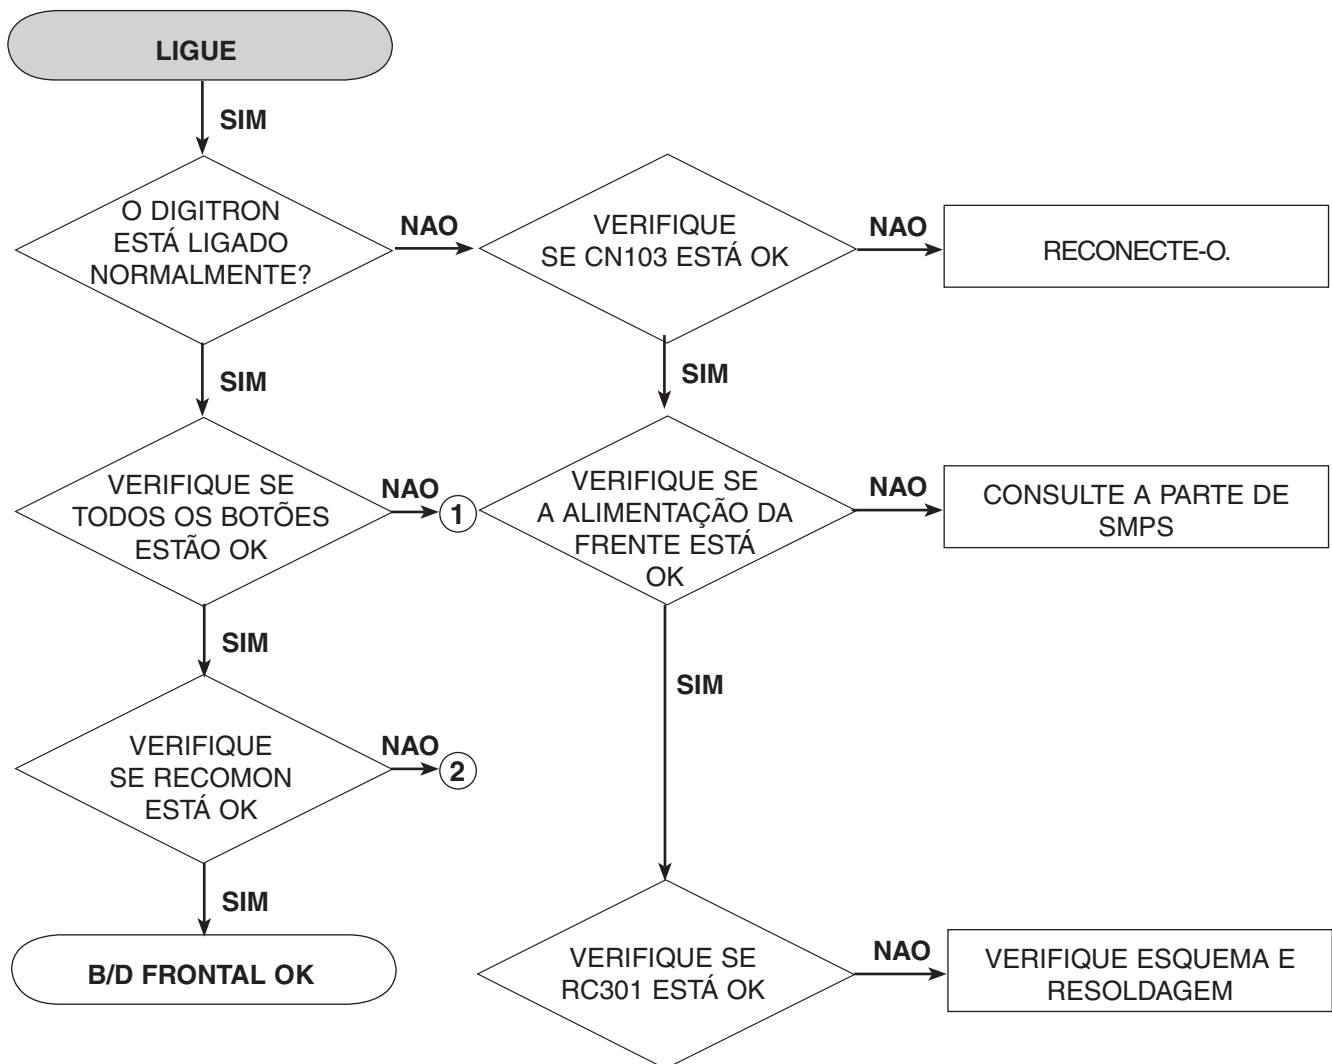 LIGUE
SIM
O DIGITRON
ESTÁ LIGADO
NORMALMENTE?
NAO
VERIFIQUE
SE CN103 ESTÁ OK
NAO
RECONECTE-O.
SIM
SIM
VERIFIQUE SE
TODOS OS BOTÕES
ESTÃO OK
NAO
1
VERIFIQUE SE
A ALIMENTAÇÃO DA
FRENTE ESTÁ
OK
NAO
CONSULTE A PARTE DE
SMPS
SIM
SIM
VERIFIQUE
SE RECOMON
ESTÁ OK
NAO
2
SIM
B/D FRONTAL OK
VERIFIQUE SE
RC301 ESTÁ OK
NAO
VERIFIQUE ESQUEMA E
RESOLDAGEM